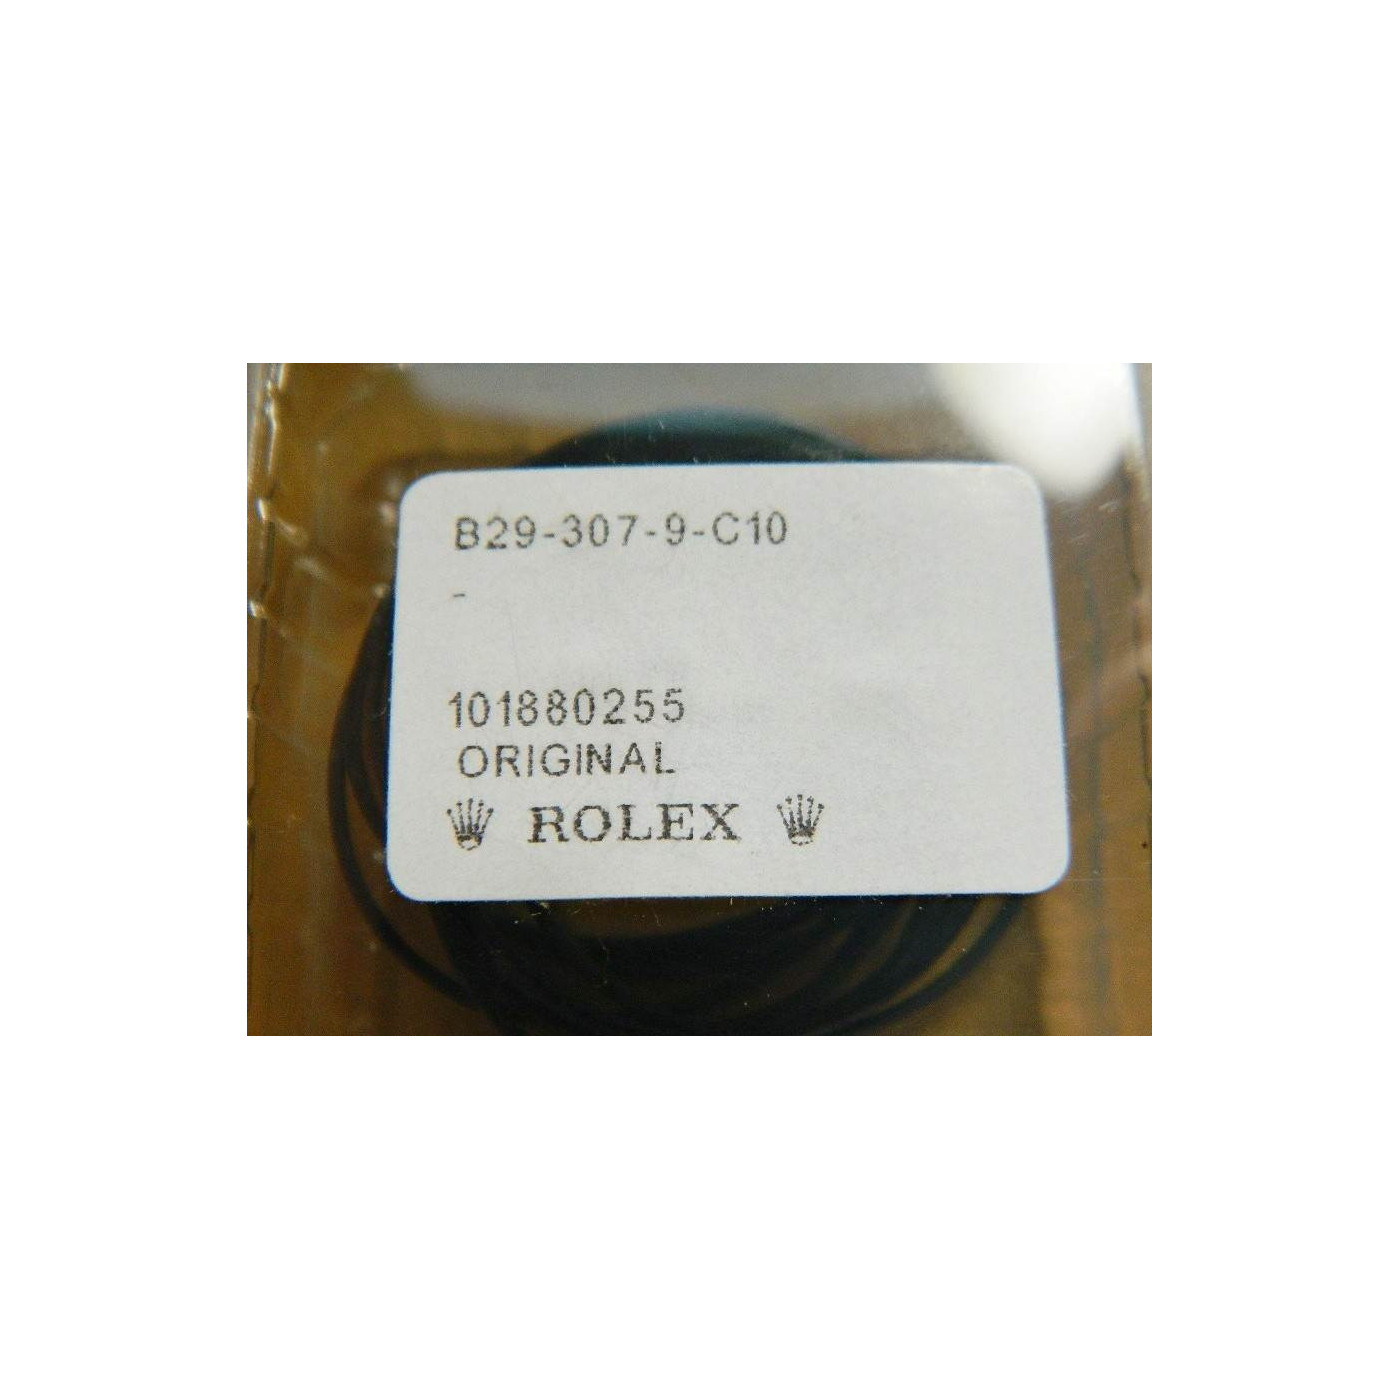 B29-307-9-C10
-
101880255
ORIGINAL
ROLEX